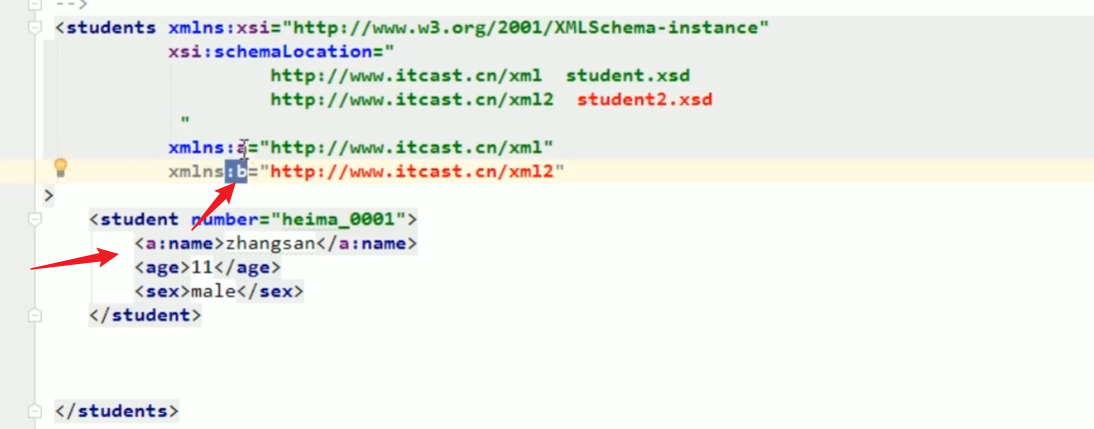 -->
<students xmlns:xsi="http://www.w3.org/2001/XMLSchema-instance"
xsi:schemaLocation="
http://www.itcast.cn/xml student.xsd
http://www.itcast.cn/xml2 student2.xsd
"
xmlns:a="http://www.itcast.cn/xml"
xmlns:b="http://www.itcast.cn/xml2"
>
<student number="heima_0001">
<a:name>zhangsan</a:name>
<age>11</age>
<sex>male</sex>
</student>
</students>